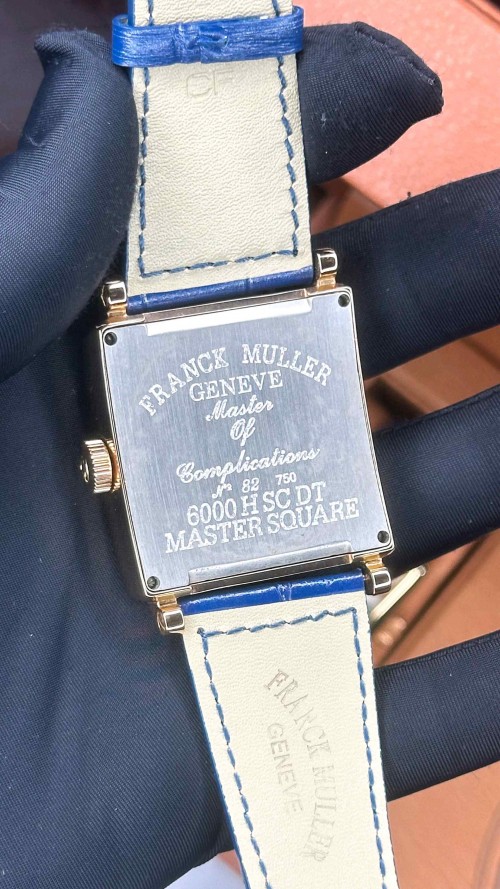 CF
FRANCK MULLER
GENEVE
Master
Of
Complications
No 82 750
6000 H SC DT
MASTER SQUARE
FRANCK MULLER
GENEVE